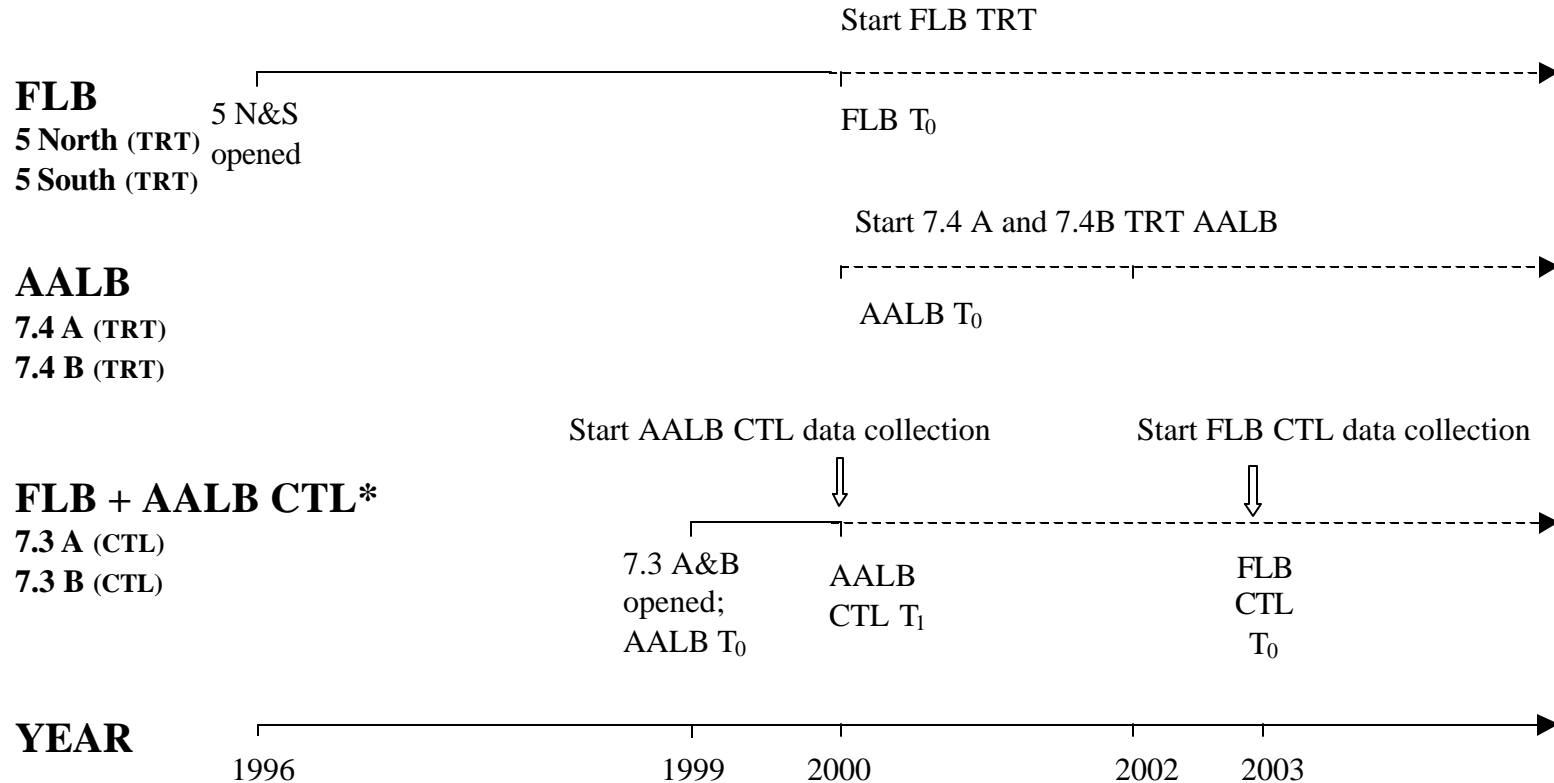 Start FLB TRT
FLB
5 North (TRT)
5 South (TRT)
5 N&S
opened
FLB T0
Start 7.4 A and 7.4B TRT AALB
AALB
7.4 A (TRT)
7.4 B (TRT)
AALB T0
Start AALB CTL data collection
Start FLB CTL data collection
FLB + AALB CTL*
7.3 A (CTL)
7.3 B (CTL)
7.3 A&B
opened;
AALB T0
AALB
CTL T1
FLB
CTL
T0
YEAR
1996 1999 2000 2002 2003